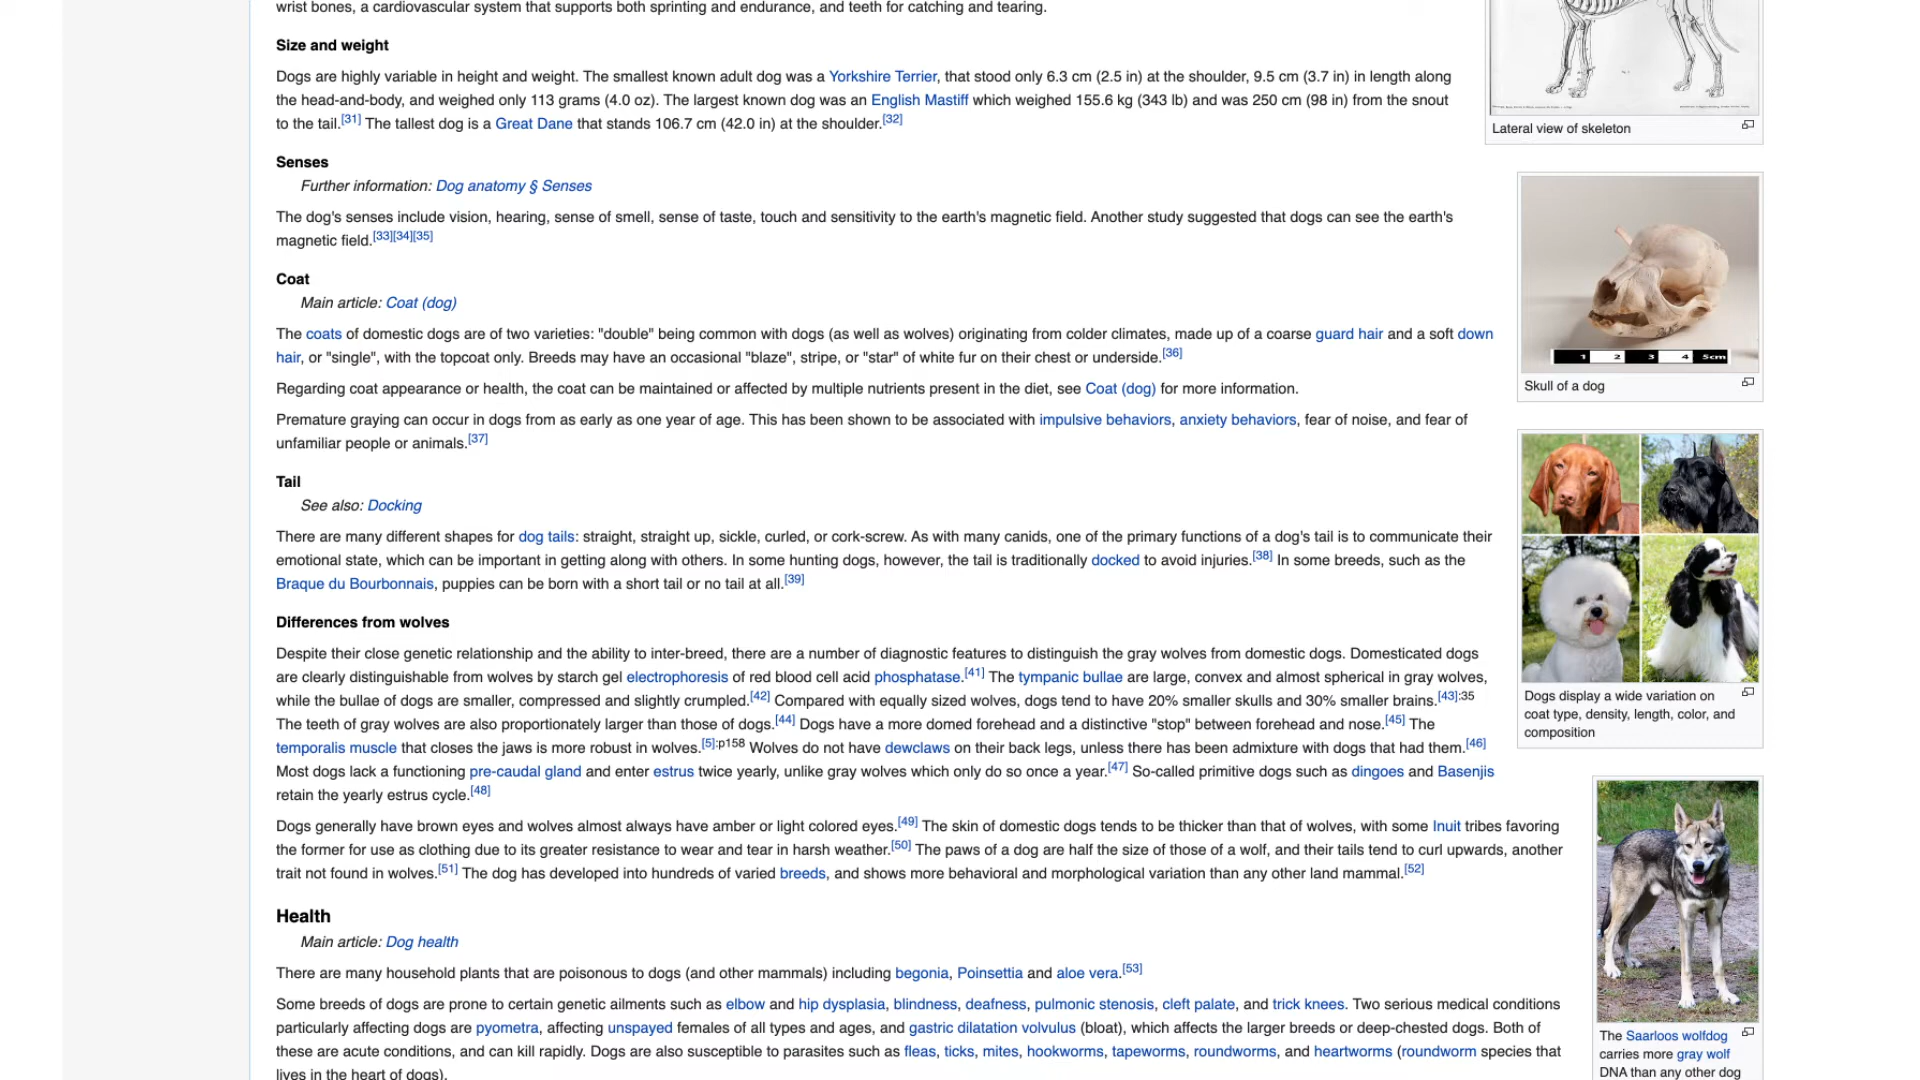 wrist bones, a cardiovascular system that supports both sprinting and endurance, and teeth for catching and tearing.
Size and weight
Dogs are highly variable in height and weight. The smallest known adult dog was a Yorkshire Terrier, that stood only 6.3 cm (2.5 in) at the shoulder, 9.5 cm (3.7 in) in length along
the head-and-body, and weighed only 113 grams (4.0 oz). The largest known dog was an English Mastiff which weighed 155.6 kg (343 lb) and was 250 cm (98 in) from the snout
to the tail.[31] The tallest dog is a Great Dane that stands 106.7 cm (42.0 in) at the shoulder.[32]
Lateral view of skeleton
Senses
Further information: Dog anatomy § Senses
The dog's senses include vision, hearing, sense of smell, sense of taste, touch and sensitivity to the earth's magnetic field. Another study suggested that dogs can see the earth's
magnetic field.[33][34][35]
Coat
Main article: Coat (dog)
The coats of domestic dogs are of two varieties: "double" being common with dogs (as well as wolves) originating from colder climates, made up of a coarse guard hair and a soft down
hair, or "single", with the topcoat only. Breeds may have an occasional "blaze", stripe, or "star" of white fur on their chest or underside.[36]
1 2 3 4 5cm
Skull of a dog
Regarding coat appearance or health, the coat can be maintained or affected by multiple nutrients present in the diet, see Coat (dog) for more information.
Premature graying can occur in dogs from as early as one year of age. This has been shown to be associated with impulsive behaviors, anxiety behaviors, fear of noise, and fear of
unfamiliar people or animals.[37]
Tail
See also: Docking
There are many different shapes for dog tails: straight, straight up, sickle, curled, or cork-screw. As with many canids, one of the primary functions of a dog's tail is to communicate their
emotional state, which can be important in getting along with others. In some hunting dogs, however, the tail is traditionally docked to avoid injuries.[38] In some breeds, such as the
Braque du Bourbonnais, puppies can be born with a short tail or no tail at all.[39]
Differences from wolves
Despite their close genetic relationship and the ability to inter-breed, there are a number of diagnostic features to distinguish the gray wolves from domestic dogs. Domesticated dogs
are clearly distinguishable from wolves by starch gel electrophoresis of red blood cell acid phosphatase.[41] The tympanic bullae are large, convex and almost spherical in gray wolves,
while the bullae of dogs are smaller, compressed and slightly crumpled.[42] Compared with equally sized wolves, dogs tend to have 20% smaller skulls and 30% smaller brains.[43]:35
The teeth of gray wolves are also proportionately larger than those of dogs.[44] Dogs have a more domed forehead and a distinctive "stop" between forehead and nose.[45] The
temporalis muscle that closes the jaws is more robust in wolves.[5]:p158 Wolves do not have dewclaws on their back legs, unless there has been admixture with dogs that had them.[46]
Most dogs lack a functioning pre-caudal gland and enter estrus twice yearly, unlike gray wolves which only do so once a year.[47] So-called primitive dogs such as dingoes and Basenjis
retain the yearly estrus cycle.[48]
Dogs display a wide variation on
coat type, density, length, color, and
composition
Dogs generally have brown eyes and wolves almost always have amber or light colored eyes.[49] The skin of domestic dogs tends to be thicker than that of wolves, with some Inuit tribes favoring
the former for use as clothing due to its greater resistance to wear and tear in harsh weather.[50] The paws of a dog are half the size of those of a wolf, and their tails tend to curl upwards, another
trait not found in wolves.[51] The dog has developed into hundreds of varied breeds, and shows more behavioral and morphological variation than any other land mammal.[52]
Health
Main article: Dog health
There are many household plants that are poisonous to dogs (and other mammals) including begonia, Poinsettia and aloe vera.[53]
Some breeds of dogs are prone to certain genetic ailments such as elbow and hip dysplasia, blindness, deafness, pulmonic stenosis, cleft palate, and trick knees. Two serious medical conditions
particularly affecting dogs are pyometra, affecting unspayed females of all types and ages, and gastric dilatation volvulus (bloat), which affects the larger breeds or deep-chested dogs. Both of
these are acute conditions, and can kill rapidly. Dogs are also susceptible to parasites such as fleas, ticks, mites, hookworms, tapeworms, roundworms, and heartworms (roundworm species that
lives in the heart of dogs).
The Saarloos wolfdog
carries more gray wolf
DNA than any other dog